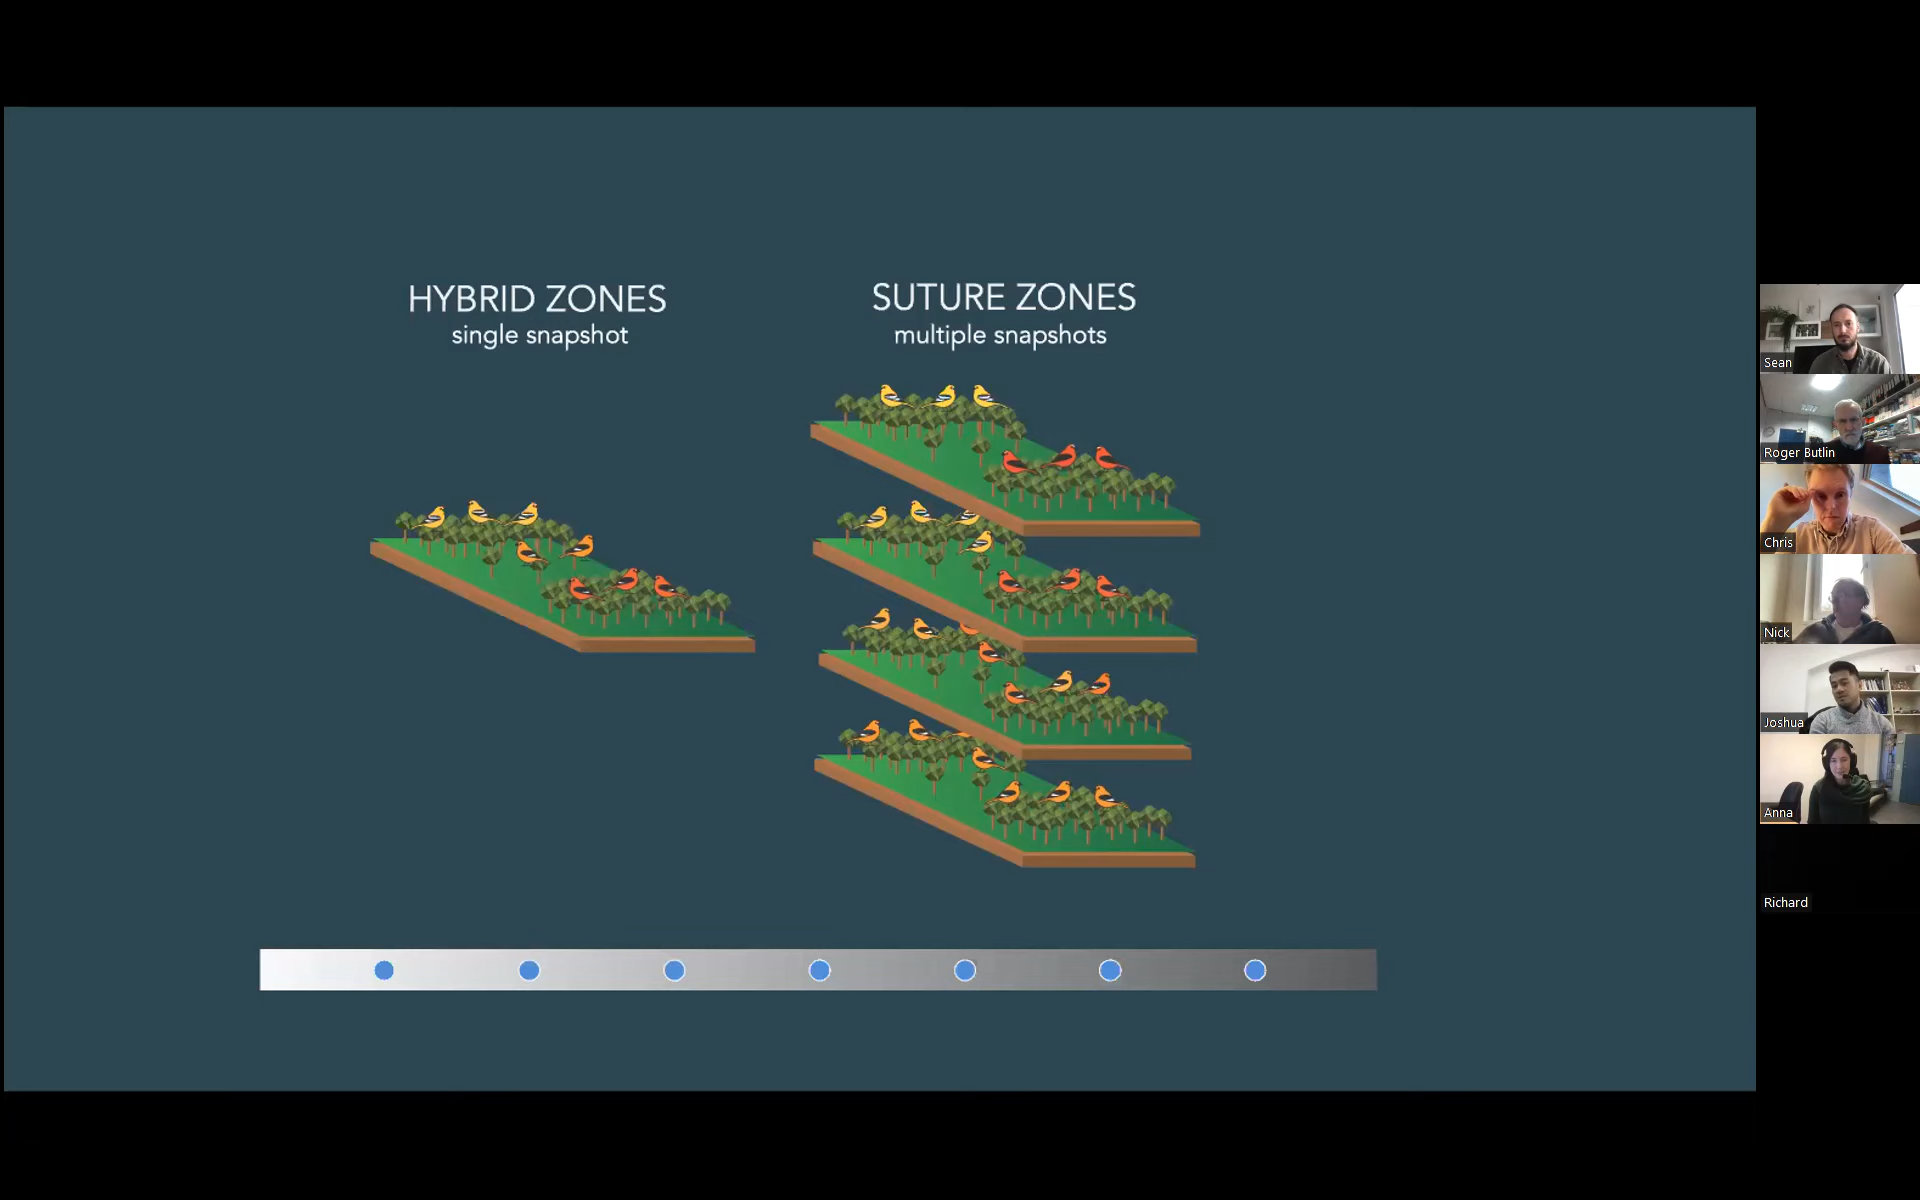 HYBRID ZONES
single snapshot
SUTURE ZONES
multiple snapshots
Sean
Roger Butlin
Chris
Nick
Joshua
Anna
Richard